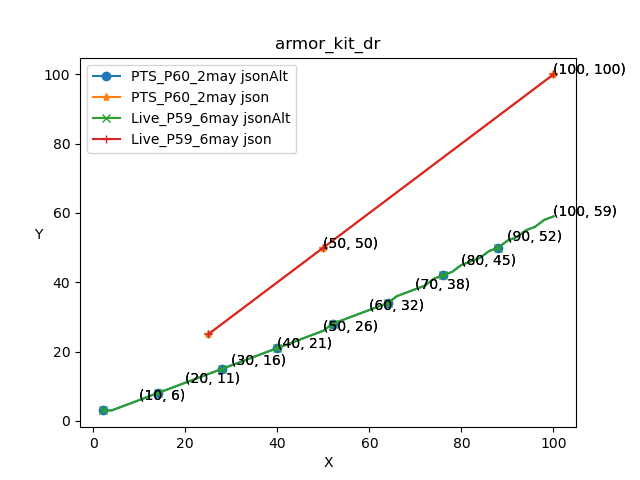 armor_kit_dr
PTS_P60_2may jsonAlt
PTS_P60_2may json
Live_P59_6may jsonAlt
Live_P59_6may json
(100, 100)
(50, 50)
(100, 59)
(90, 52)
(80, 45)
(70, 38)
(60, 32)
(50, 26)
(40, 21)
(30, 16)
(20, 11)
(10, 6)
Y
100
80
60
40
20
0
0 20 40 60 80 100
X